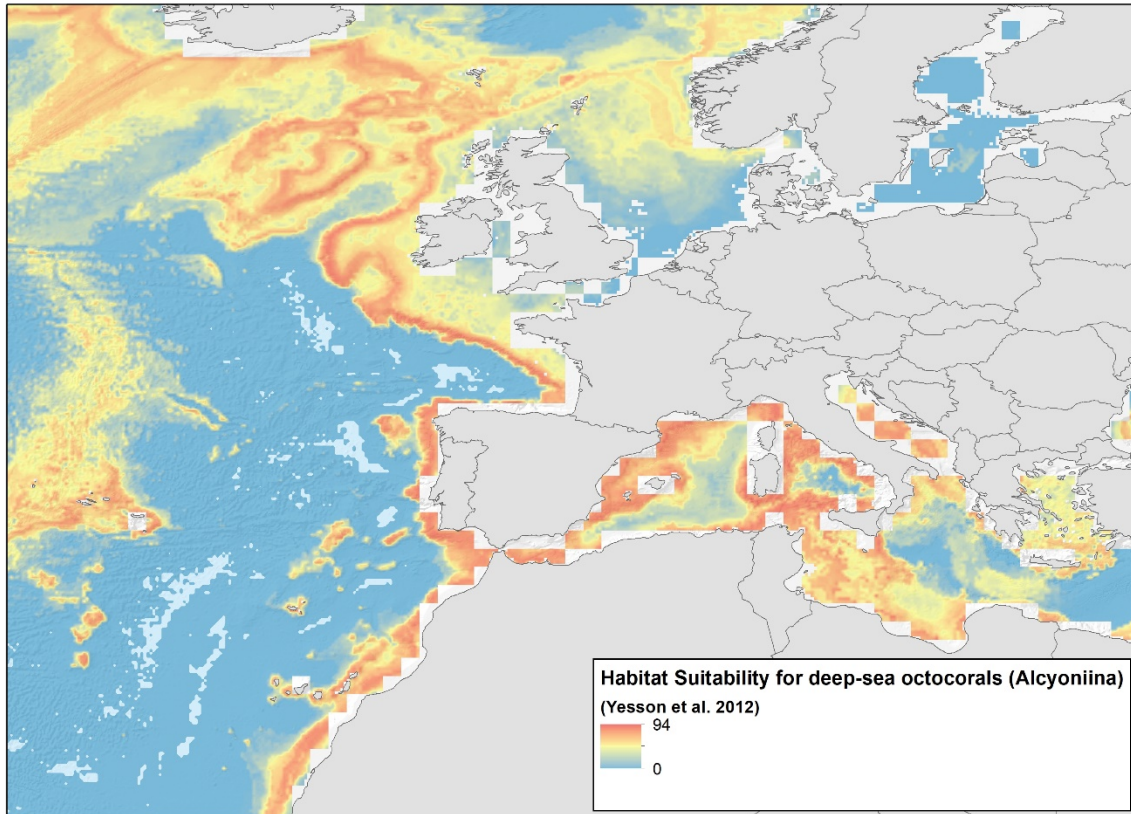 Habitat Suitability for deep-sea octocorals (Alcyoniina)
(Yesson et al. 2012)
94
0